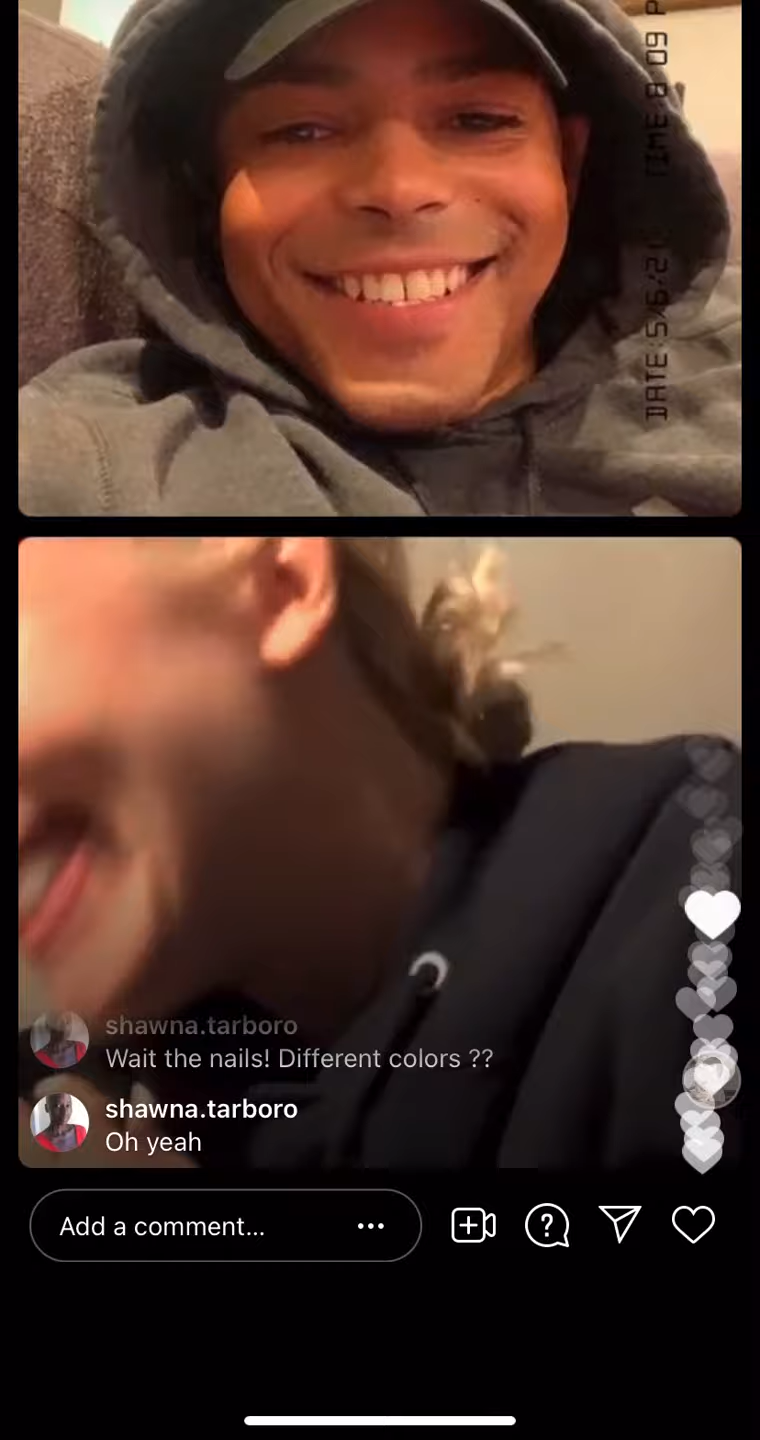 TIME:8 09 P
DATE:5/6/2
shawna.tarboro
Wait the nails! Different colors ??
shawna.tarboro
Oh yeah
Add a comment...